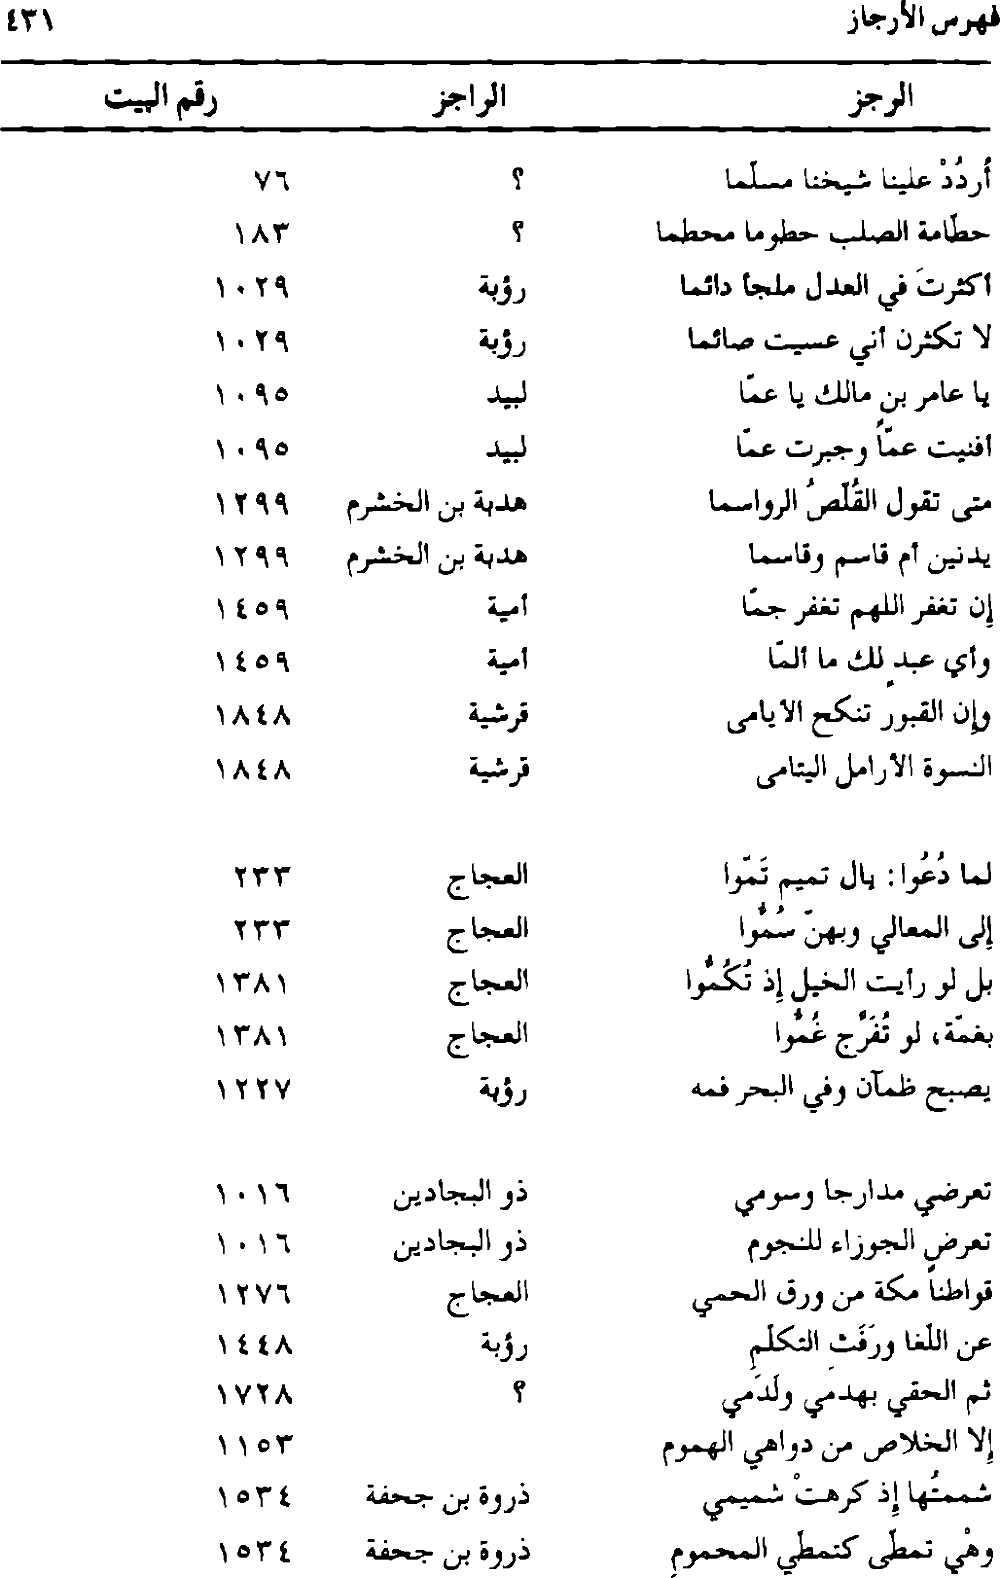 فهرس الأرجاز ٤٣١
الرجز الراجز رقم البيت
أُردُدْ علينا شيخنا مسلّما ؟ ٧٦
حطّامة الصلب حطوما محطما ؟ ١٨٣
أكثرتَ في العدل ملجأ دائما رؤبة ١٠٢٩
لا تكثرن أني عسيت صائما رؤبة ١٠٢٩
يا عامر بن مالك يا عمّا لبيد ١٠٩٥
أفنيت عمّاً وجبرت عمّا لبيد ١٠٩٥
متى تقول القُلّصُ الرواسما هدبة بن الخشرم ١٢٩٩
يدنين أم قاسم وقاسما هدبة بن الخشرم ١٢٩٩
إن تغفر اللهم تغفر جمّا أمية ١٤٥٩
وأي عبدٍ لك ما ألمّا أمية ١٤٥٩
وإن القبور تنكح الأيامى قرشية ١٨٤٨
النسوة الأرامل اليتامى قرشية ١٨٤٨
لما دُعُوا: يال تميم تَمّوا العجاج ٢٣٣
إلى المعالي وبهنّ سُمُّوا العجاج ٢٣٣
بل لو رأيت الخيل إذ تُكُمُّوا العجاج ١٣٨١
بغمّة، لو تُفَرَّج غُمُّوا العجاج ١٣٨١
يصبح ظمآن وفي البحر فمه رؤبة ١٢٢٧
تعرضي مدارجا وسومي ذو البجادين ١٠١٦
تعرض الجوزاء للنجوم ذو البجادين ١٠١٦
قواطناً مكة من ورق الحمي العجاج ١٢٧٦
عن اللّغا ورَفَثِ التكلّمِ رؤبة ١٤٤٨
ثم الحقي بهدمي ولَدَمي ؟ ١٧٢٨
إلا الخلاص من دواهي الهموم ١١٥٣
شممتُها إذ كرهتْ شميمي ذروة بن جحفة ١٥٣٤
وهْي تمطّى كتمطّي المحمومِ ذروة بن جحفة ١٥٣٤